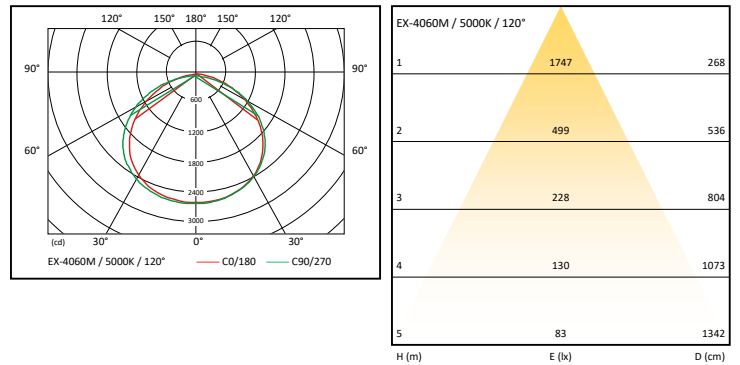 120° 150° 180° 150° 120°
90° 90°
600
1200
60° 60°
1800
2400
3000
(cd) 30° 0° 30°
EX-4060M / 5000K / 120° C0/180 C90/270
EX-4060M / 5000K / 120°
1 1747 268
2 499 536
3 228 804
4 130 1073
5 83 1342
H (m) E (lx) D (cm)